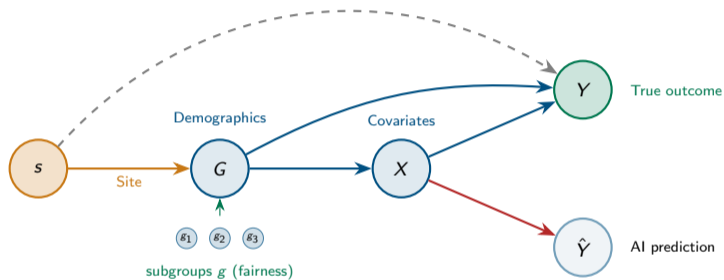 Y
True outcome
Demographics
Covariates
s
Site
G
X
g₁ g₂ g₃
subgroups g (fairness)
Ŷ
AI prediction